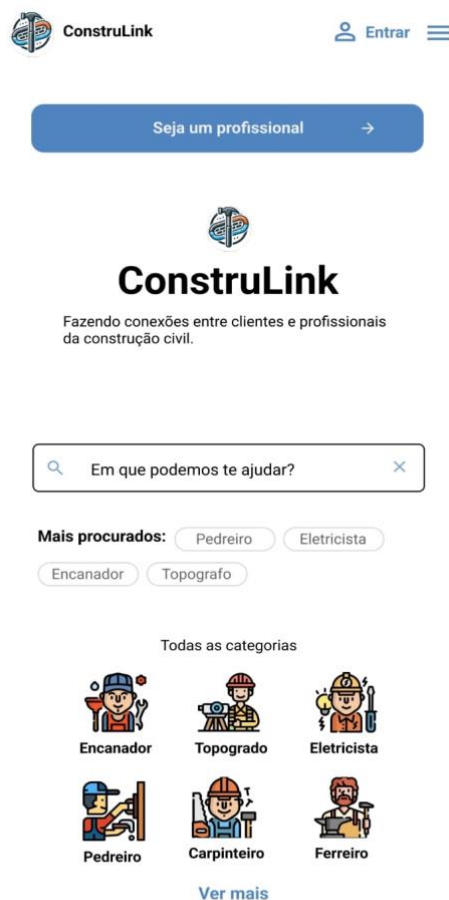 ConstruLink
Entrar
Seja um profissional
ConstruLink
Fazendo conexões entre clientes e profissionais
da construção civil.
Em que podemos te ajudar?
Mais procurados: Pedreiro Eletricista
Encanador Topografo
Todas as categorias
Encanador Topogrado Eletricista
Pedreiro Carpinteiro Ferreiro
Ver mais